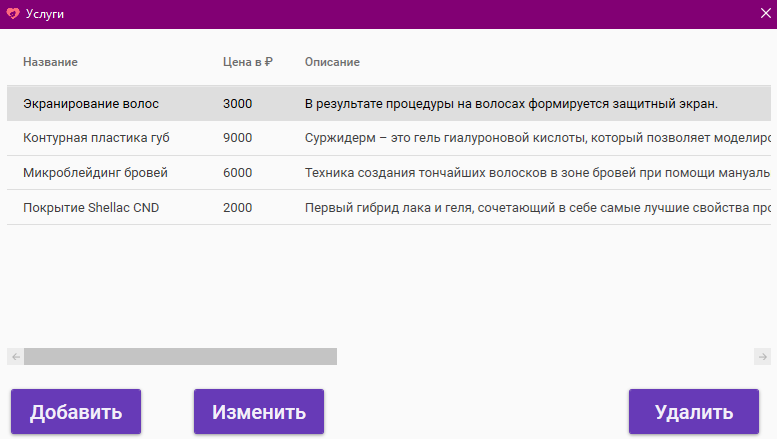 Услуги
Название Цена в ₽ Описание
Экранирование волос 3000 В результате процедуры на волосах формируется защитный экран.
Контурная пластика губ 9000 Суржидерм – это гель гиалуроновой кислоты, который позволяет моделиро
Микроблейдинг бровей 6000 Техника создания тончайших волосков в зоне бровей при помощи мануаль
Покрытие Shellac CND 2000 Первый гибрид лака и геля, сочетающий в себе самые лучшие свойства про
Добавить Изменить Удалить